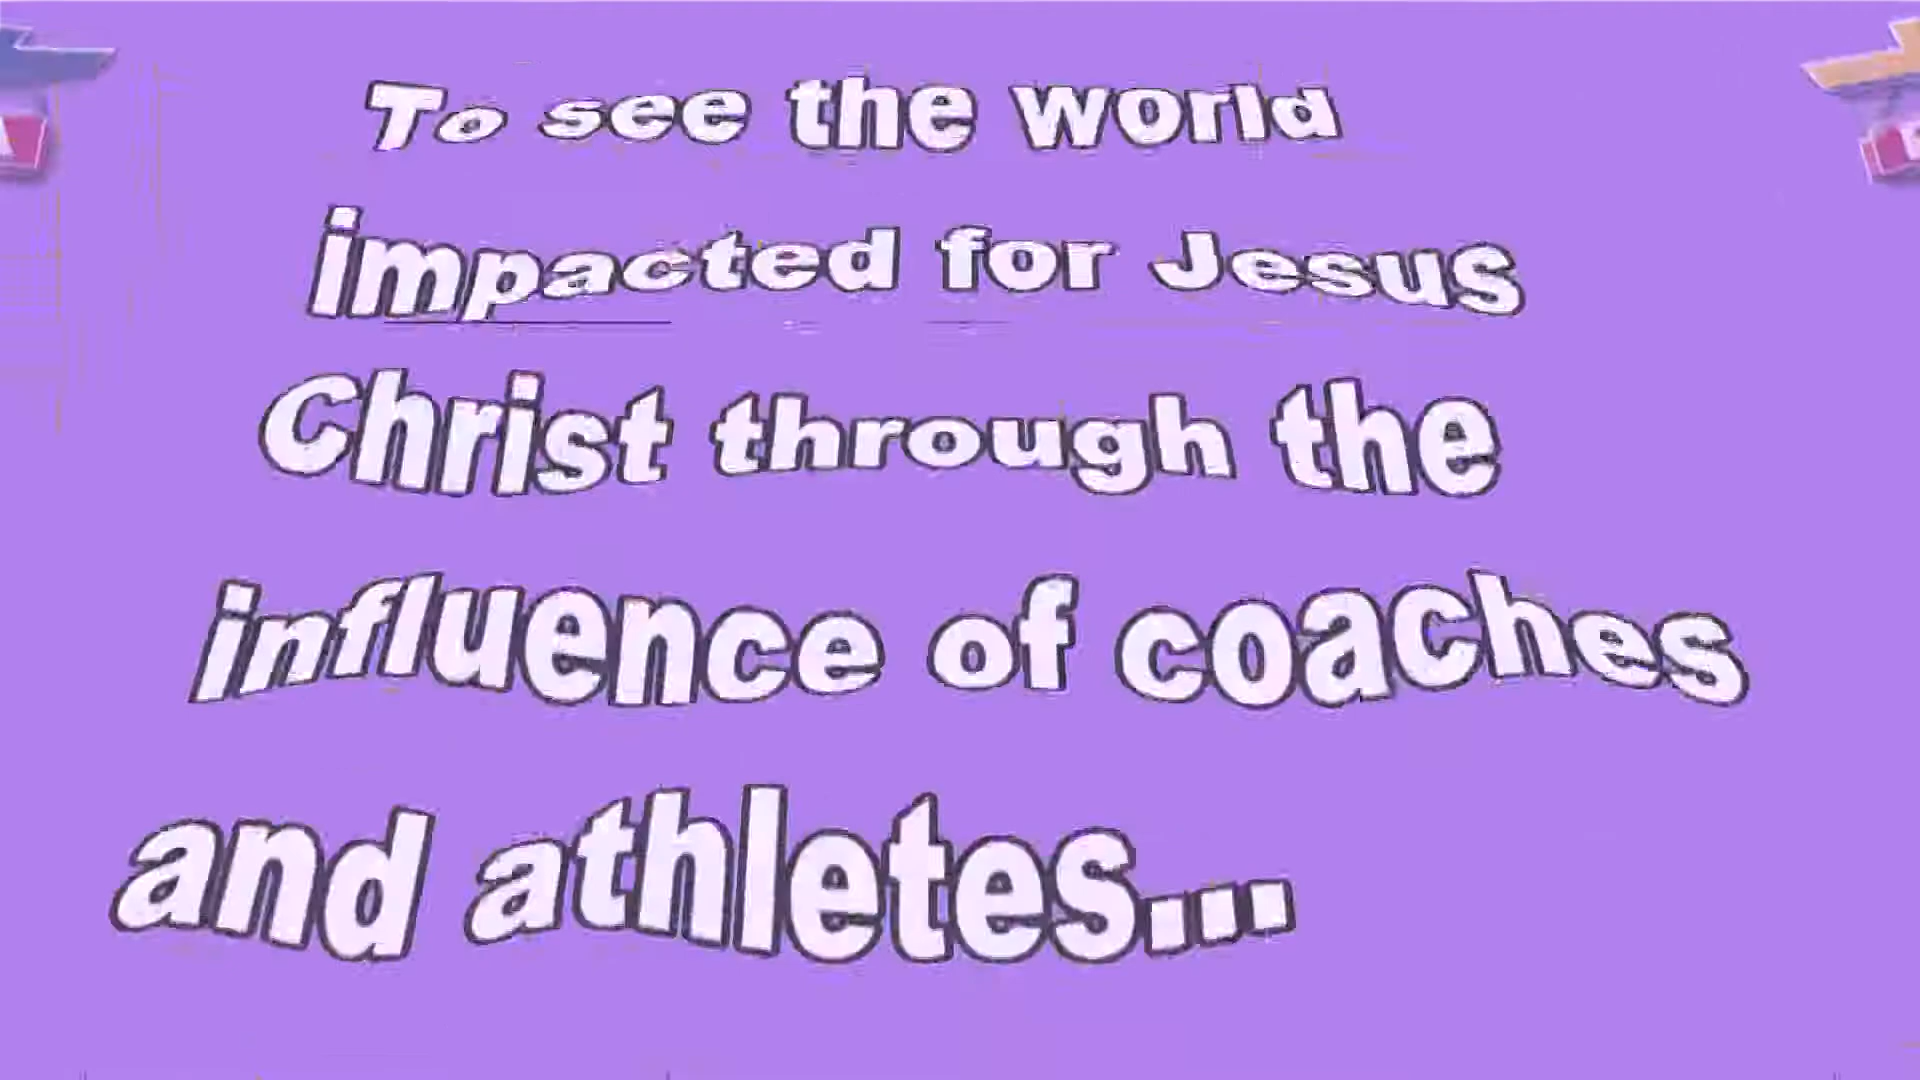 To see the world
impacted for Jesus
Christ through the
influence of coaches
and athletes...